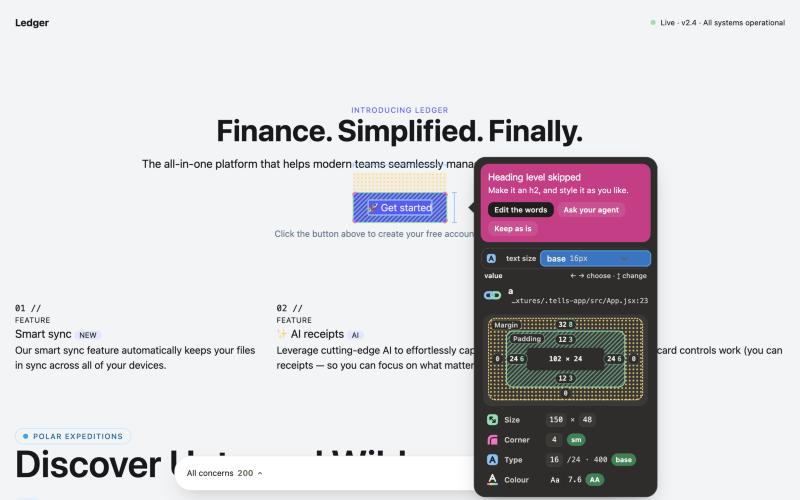 Ledger
Live · v2.4 · All systems operational
INTRODUCING LEDGER
Finance. Simplified. Finally.
The all-in-one platform that helps modern teams seamlessly mana
🚀 Get started
Click the button above to create your free accoun
Heading level skipped
Make it an h2, and style it as you like.
Edit the words
Ask your agent
Keep as is
A text size base 16px
value ← → choose · ↕ change
a
…xtures/.tells-app/src/App.jsx:23
Margin 32 8
Padding 12 3
0 24 6 102 × 24 24 6 0
12 3
0
Size 150 × 48
Corner 4 sm
A Type 16 /24 · 400 base
A Colour Aa 7.6 AA
01 //
FEATURE
Smart sync NEW
Our smart sync feature automatically keeps your files
in sync across all of your devices.
02 //
FEATURE
✨ AI receipts AI
Leverage cutting-edge AI to effortlessly cap
receipts — so you can focus on what matter
card controls work (you can
POLAR EXPEDITIONS
Discover
All concerns 200